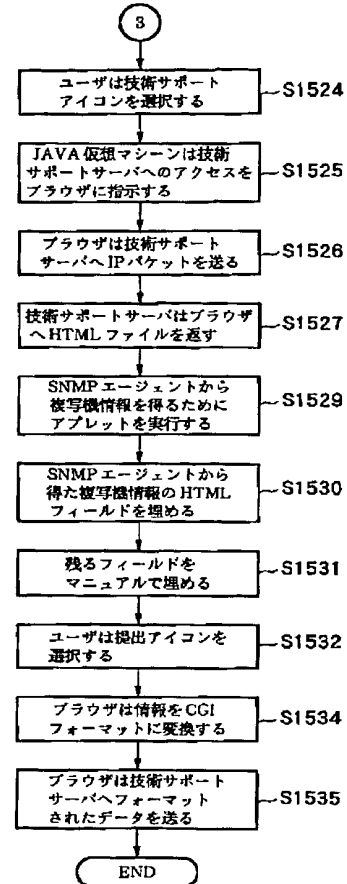 3
ユーザは技術サポート
アイコンを選択する
S1524
JAVA仮想マシーンは技術
サポートサーバへのアクセスを
ブラウザに指示する
S1525
ブラウザは技術サポート
サーバへIPパケットを送る
S1526
技術サポートサーバはブラウザ
へHTMLファイルを返す
S1527
SNMPエージェントから
複写機情報を得るために
アプレットを実行する
S1529
SNMPエージェントから
得た複写機情報のHTML
フィールドを埋める
S1530
残るフィールドを
マニュアルで埋める
S1531
ユーザは提出アイコンを
選択する
S1532
ブラウザは情報をCGI
フォーマットに変換する
S1534
ブラウザは技術サポート
サーバへフォーマット
されたデータを送る
S1535
END